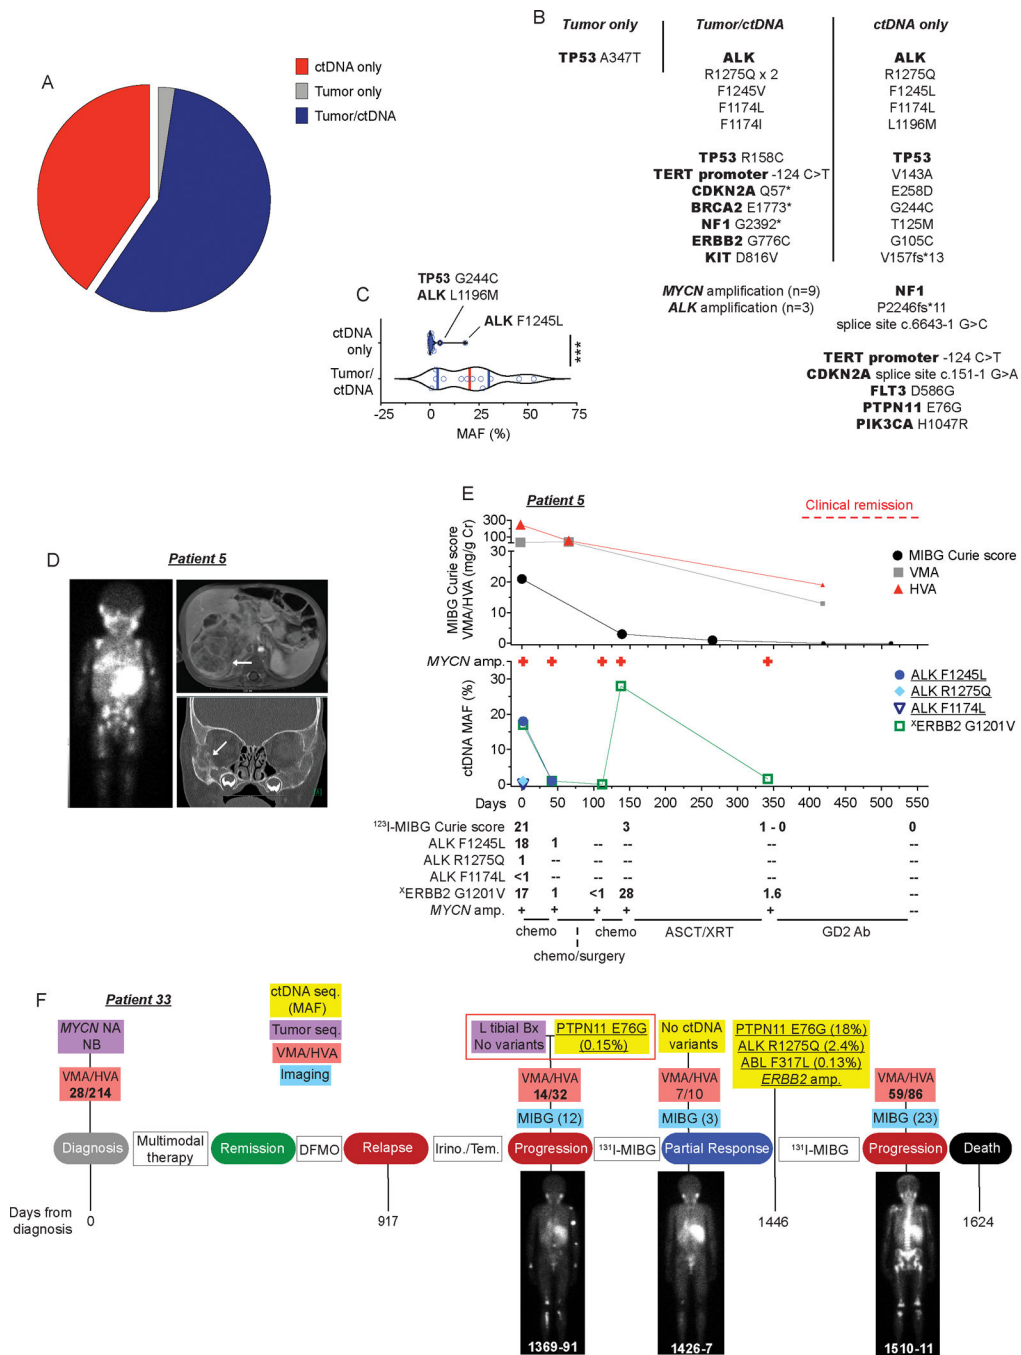 A
ctDNA only
Tumor only
Tumor/ctDNA
B
Tumor only
Tumor/ctDNA
ctDNA only
TP53 A347T
ALK
R1275Q x 2
F1245V
F1174L
F1174I
TP53 R158C
TERT promoter -124 C>T
CDKN2A Q57*
BRCA2 E1773*
NF1 G2392*
ERBB2 G776C
KIT D816V
MYCN amplification (n=9)
ALK amplification (n=3)
ALK
R1275Q
F1245L
F1174L
L1196M
TP53
V143A
E258D
G244C
T125M
G105C
V157fs*13
NF1
P2246fs*11
splice site c.6643-1 G>C
TERT promoter -124 C>T
CDKN2A splice site c.151-1 G>A
FLT3 D586G
PTPN11 E76G
PIK3CA H1047R
C
TP53 G244C
ALK L1196M
ALK F1245L
ctDNA
only
Tumor/
ctDNA
***
-25 0 25 50 75
MAF (%)
D
Patient 5
E
Patient 5
Clinical remission
MIBG Curie score
VMA/HVA (mg/g Cr)
300
100
30
20
10
0
MIBG Curie score
VMA
HVA
MYCN amp.
ctDNA MAF (%)
40
30
20
10
0
ALK F1245L
ALK R1275Q
ALK F1174L
xERBB2 G1201V
Days 0 50 100 150 200 250 300 350 400 450 500 550
123I-MIBG Curie score 21 3 1 - 0 0
ALK F1245L 18 1 -- -- -- --
ALK R1275Q 1 -- -- -- -- --
ALK F1174L <1 -- -- -- -- --
xERBB2 G1201V 17 1 <1 28 1.6 --
MYCN amp. + + + + + --
chemo chemo ASCT/XRT GD2 Ab
chemo/surgery
F
Patient 33
ctDNA seq.
(MAF)
Tumor seq.
VMA/HVA
Imaging
MYCN NA
NB
VMA/HVA
28/214
L tibial Bx
No variants
PTPN11 E76G
(0.15%)
VMA/HVA
14/32
MIBG (12)
No ctDNA
variants
VMA/HVA
7/10
MIBG (3)
PTPN11 E76G (18%)
ALK R1275Q (2.4%)
ABL F317L (0.13%)
ERBB2 amp.
VMA/HVA
59/86
MIBG (23)
Diagnosis
Multimodal
therapy
Remission
DFMO
Relapse
Irino./Tem.
Progression
131I-MIBG
Partial Response
131I-MIBG
Progression
Death
Days from
diagnosis
0
917
1446
1624
1369-91
1426-7
1510-11